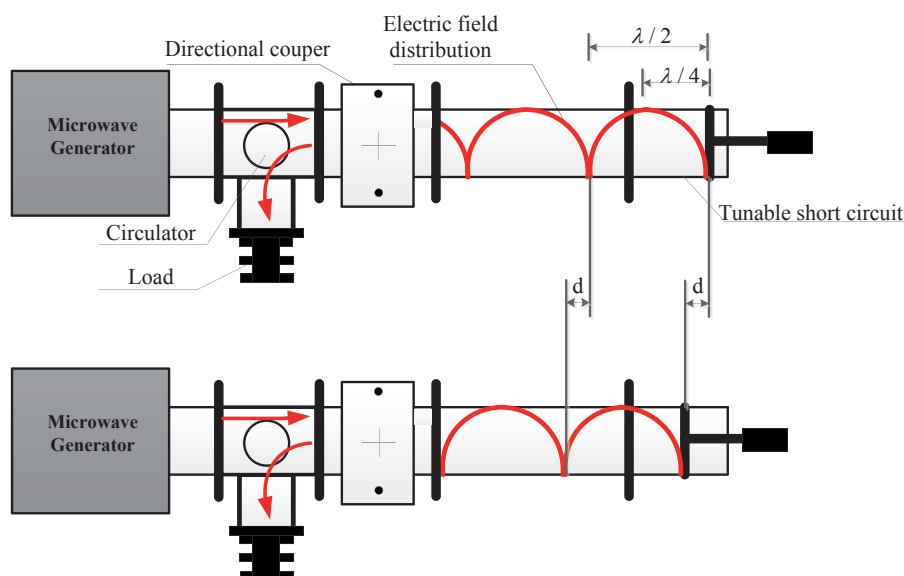 Electric field
distribution
Directional couper
λ / 2
λ / 4
Microwave
Generator
Tunable short circuit
Circulator
Load
d
d
Microwave
Generator